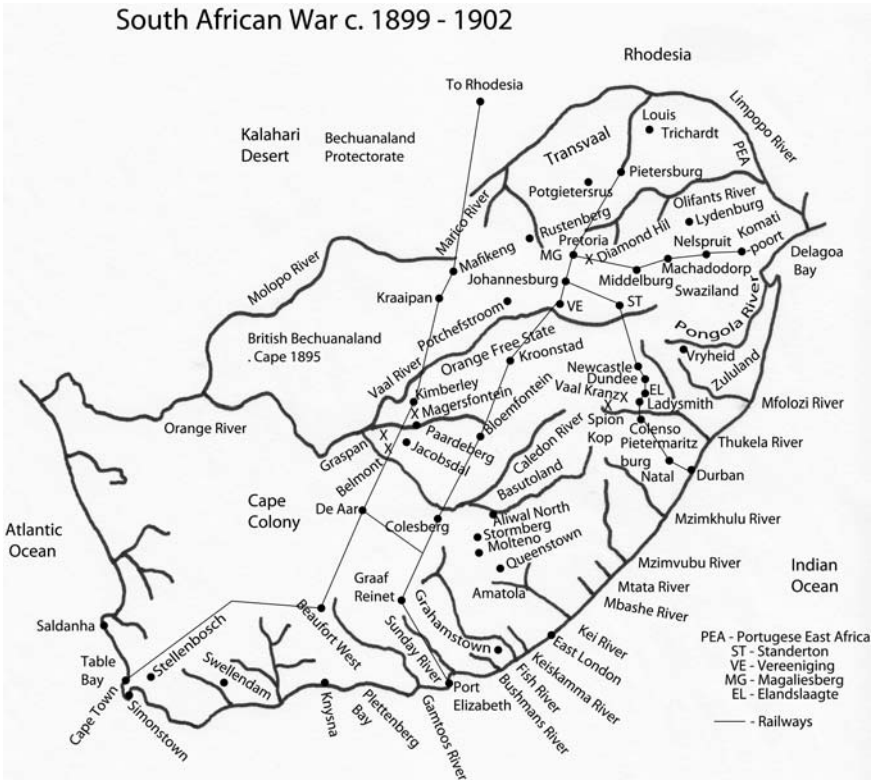 South African War c. 1899 - 1902
Rhodesia
To Rhodesia
Kalahari
Desert
Bechuanaland
Protectorate
Louis
Trichardt
Limpopo River
Transvaal
PEA
Pietersburg
Potgietersrus
Marico River
Olifants River
Lydenburg
Rustenberg
Pretoria
MG
Diamond Hil
X
Nelspruit
Komati
poort
Delagoa
Bay
Molopo River
Mafikeng
Johannesburg
Middelburg
Machadodorp
Swaziland
Kraaipan
Potchefstroom
VE
ST
Pongola River
British Bechuanaland
. Cape 1895
Vaal River
Orange Free State
Kroonstad
Vryheid
Zululand
Newcastle
Dundee
EL
Kimberley
X
Magersfontein
Vaal Kranz
X
X
Ladysmith
Mfolozi River
Orange River
Bloemfontein
Spion
Kop
Colenso
Graspan
X
X
Paardeberg
Jacobsdal
Belmont
Thukela River
Pietermaritz
burg
Natal
Durban
Caledon River
Basutoland
Cape
Colony
De Aar
Colesberg
Aliwal North
Stormberg
Molteno
Queenstown
Mzimkhulu River
Atlantic
Ocean
Mzimvubu River
Indian
Ocean
Graaf
Reinet
Amatola
Mtata River
Mbashe River
Saldanha
Beaufort West
Grahamstown
Kei River
East London
Table
Bay
Stellenbosch
Swellendam
Sunday River
Keiskamma River
Fish River
Bushmans River
Cape Town
Simonstown
Knysna
Plettenberg
Bay
Gamtoos River
Port
Elizabeth
PEA - Portugese East Africa
ST - Standerton
VE - Vereeniging
MG - Magaliesberg
EL - Elandslaagte
- Railways